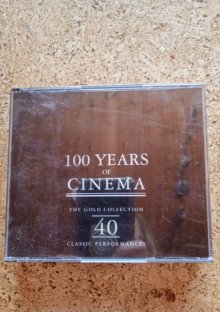 100 YEARS
OF
CINEMA
THE GOLD COLLECTION
40
CLASSIC PERFORMANCES